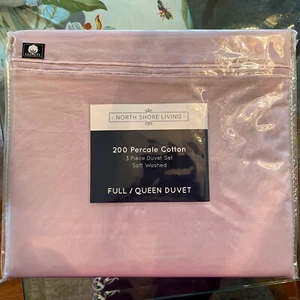 NORTH SHORE LIVING
200 Percale Cotton
3 Piece Duvet Set
Soft Washed
FULL / QUEEN DUVET